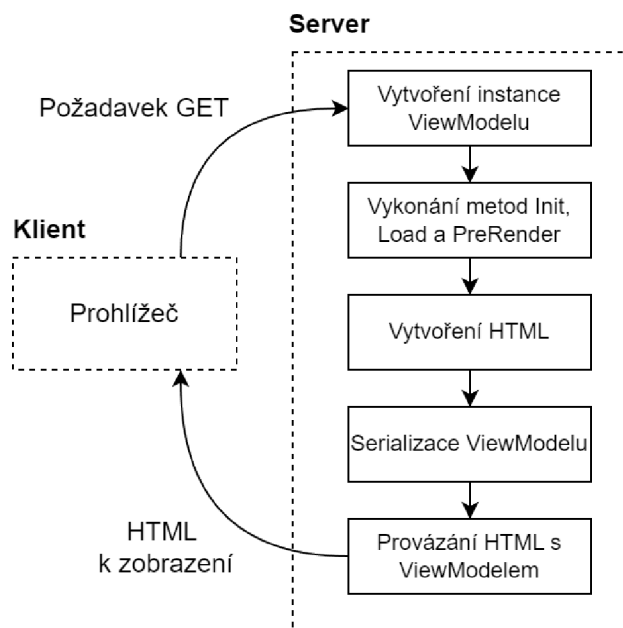 Server
Požadavek GET
Vytvoření instance
ViewModelu
Vykonání metod Init,
Load a PreRender
Klient
Prohlížeč
Vytvoření HTML
Serializace ViewModelu
HTML
k zobrazení
Provázání HTML s
ViewModelem